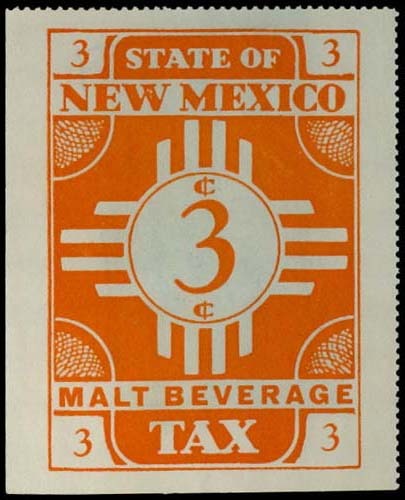 3 STATE OF 3
NEW MEXICO
¢
3
¢
MALT BEVERAGE
3 TAX 3